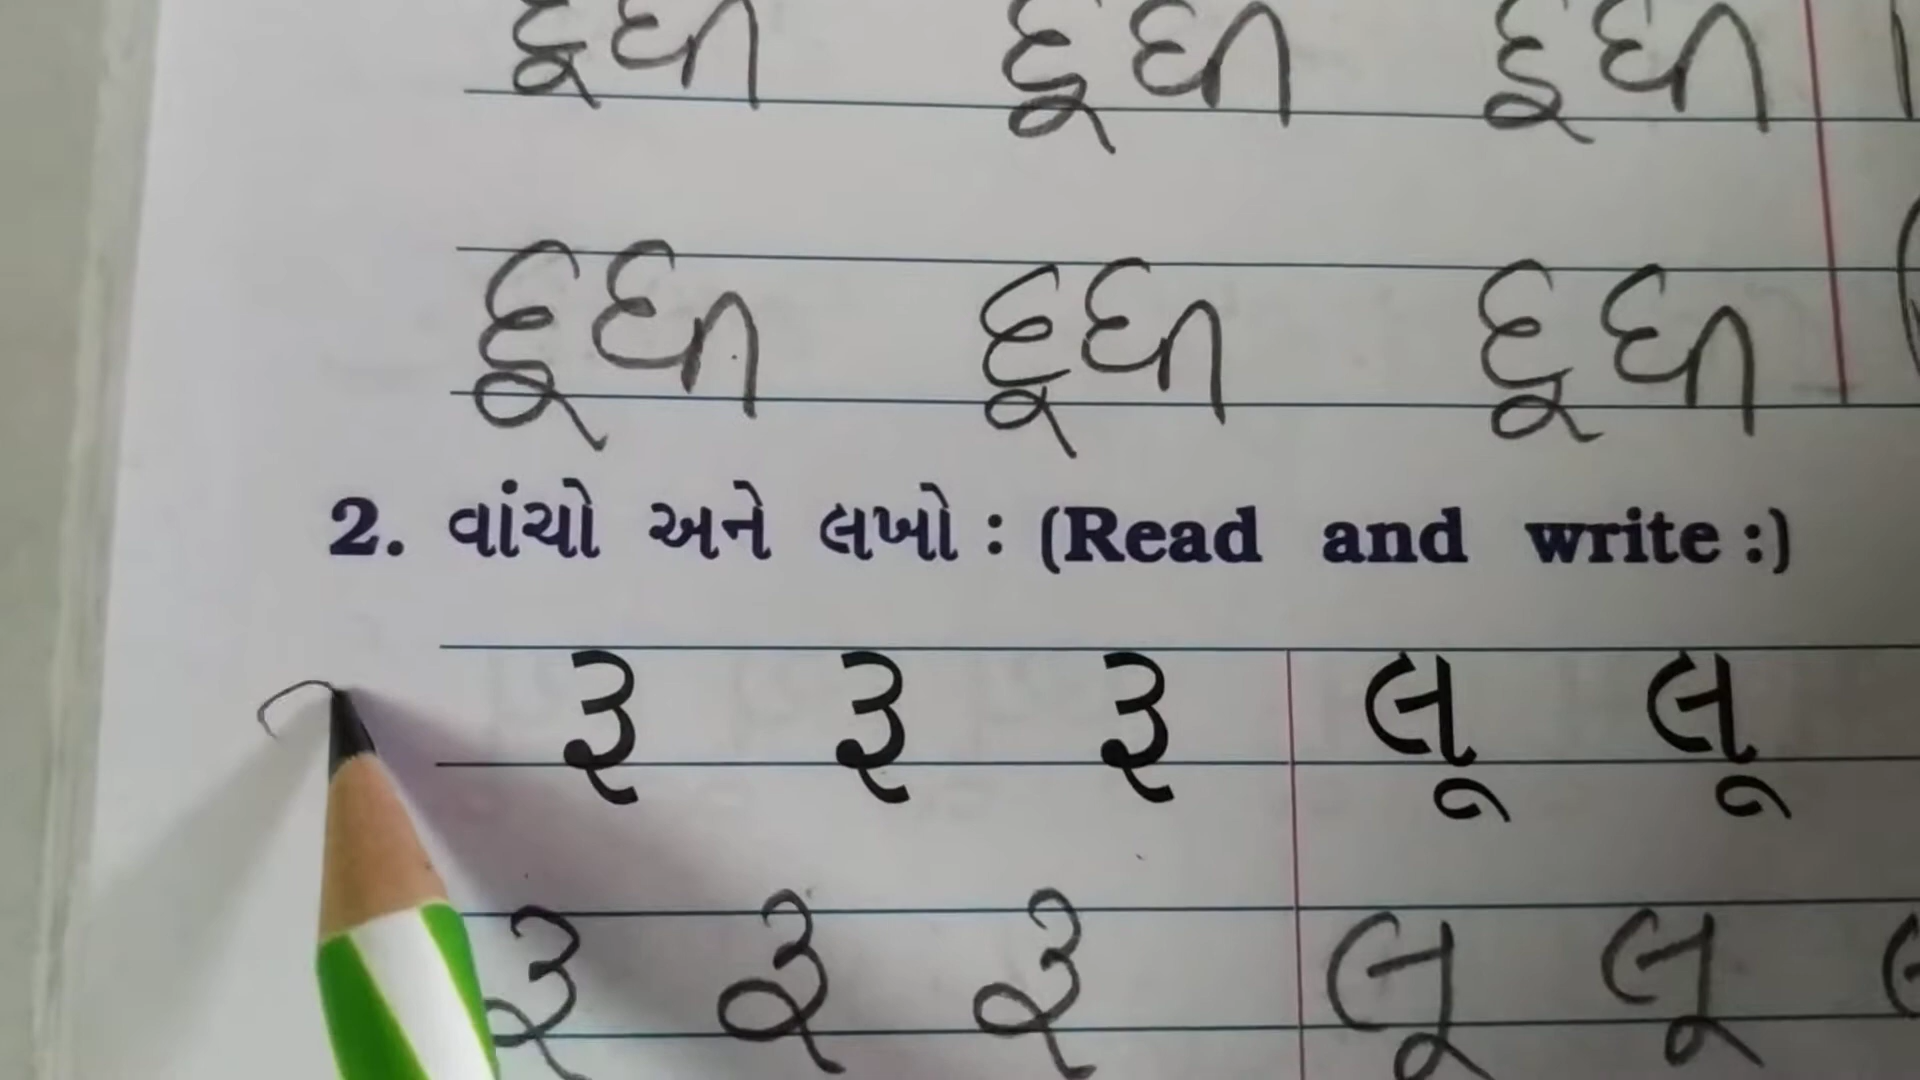 દૂધ દૂધ દૂધ
દૂધ દૂધ દૂધ
2. વાંચો અને લખો : (Read and write :)
રૂ રૂ રૂ લૂ લૂ
રૂ રૂ રૂ લૂ લૂ